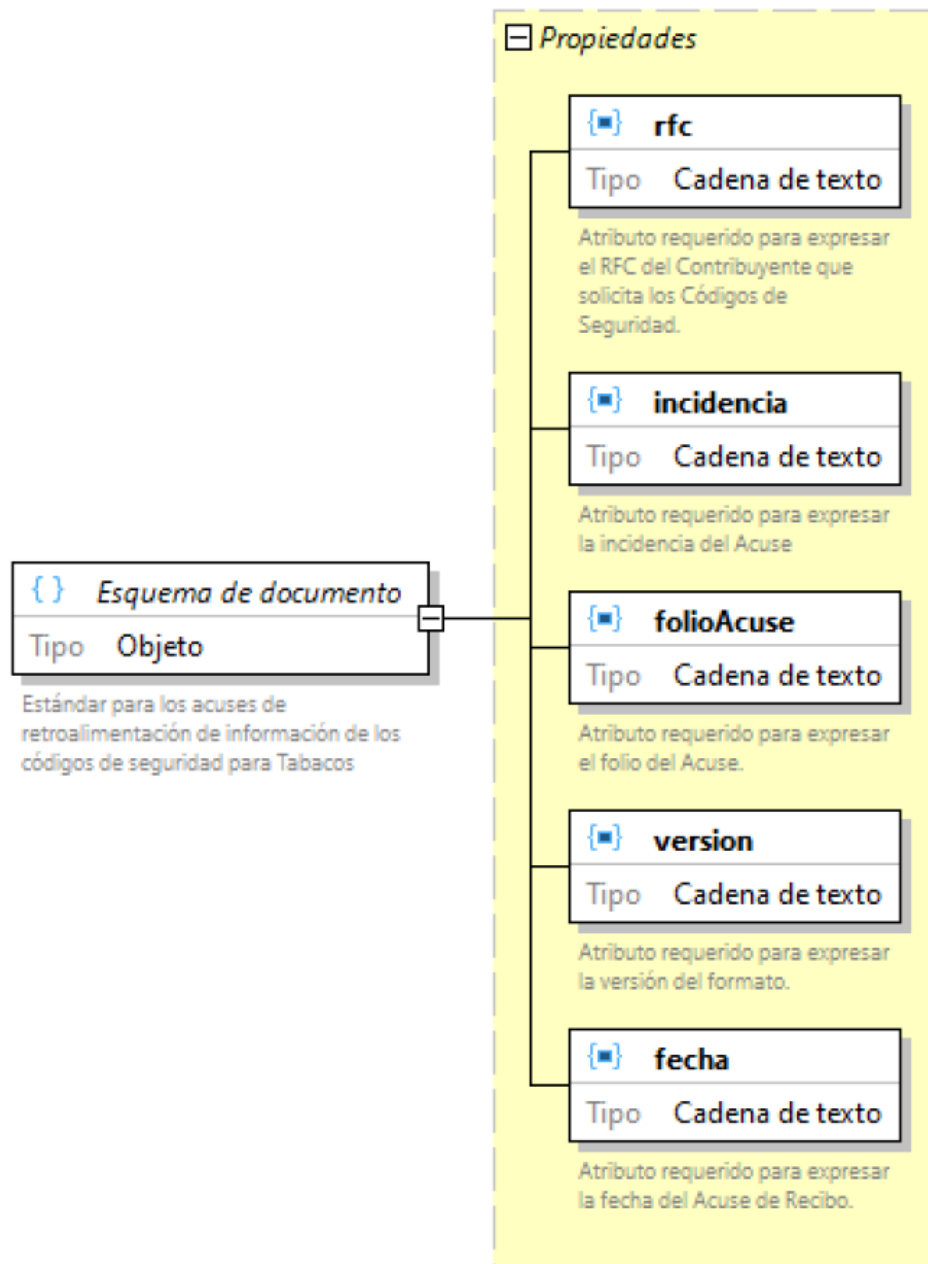 Propiedades
rfc
Tipo Cadena de texto
Atributo requerido para expresar
el RFC del Contribuyente que
solicita los Códigos de
Seguridad.
incidencia
Tipo Cadena de texto
Atributo requerido para expresar
la incidencia del Acuse
Esquema de documento
Tipo Objeto
Estándar para los acuses de
retroalimentación de información de los
códigos de seguridad para Tabacos
folioAcuse
Tipo Cadena de texto
Atributo requerido para expresar
el folio del Acuse.
version
Tipo Cadena de texto
Atributo requerido para expresar
la versión del formato.
fecha
Tipo Cadena de texto
Atributo requerido para expresar
la fecha del Acuse de Recibo.